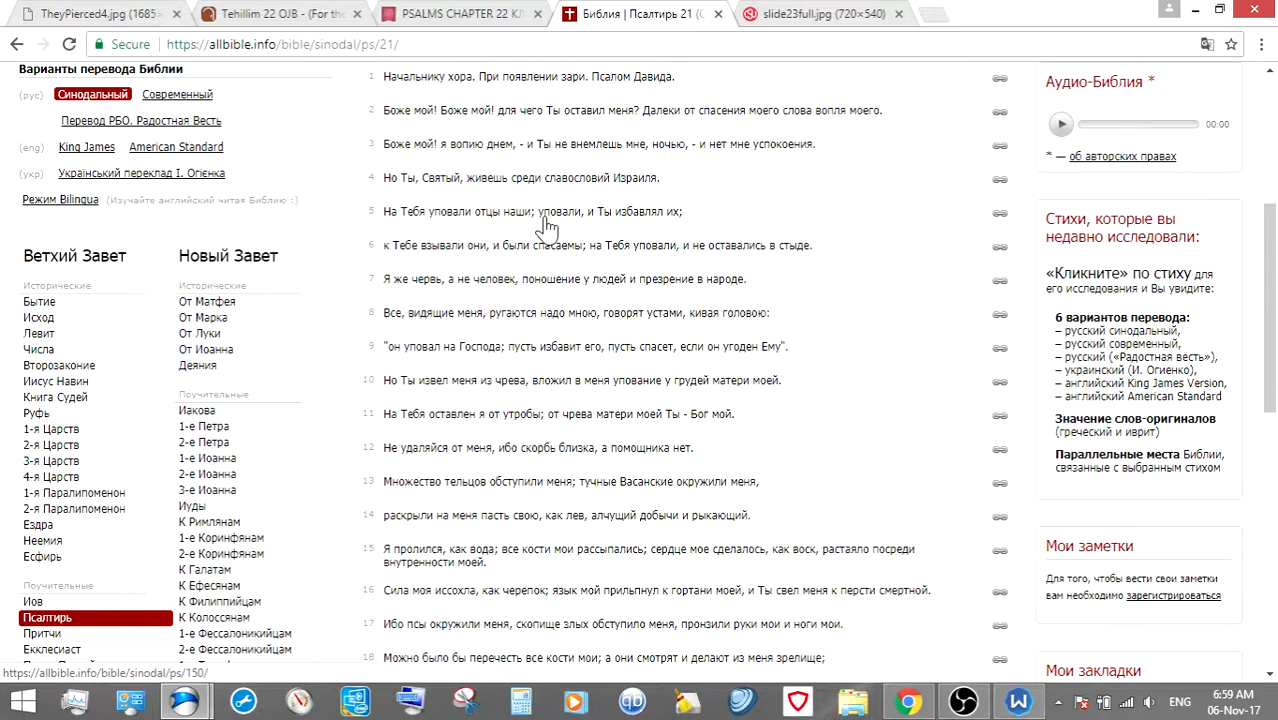 TheyPierced4.jpg (1685×
Tehillim 22 OJB - (For the
PSALMS CHAPTER 22 KJV
Библия | Псалтирь 21 (С
slide23full.jpg (720×540)
Secure
https://allbible.info/bible/sinodal/ps/21/
Варианты перевода Библии
(рус) Синодальный Современный
Перевод РБО. Радостная Весть
(eng) King James American Standard
(укр) Український переклад І. Огієнка
Режим Bilingua (Изучайте английский читая Библию :)
Ветхий Завет
Исторические
Бытие
Исход
Левит
Числа
Второзаконие
Иисус Навин
Книга Судей
Руфь
1-я Царств
2-я Царств
3-я Царств
4-я Царств
1-я Паралипоменон
2-я Паралипоменон
Ездра
Неемия
Есфирь
Поучительные
Иов
Псалтирь
Притчи
Екклесиаст
Новый Завет
Исторические
От Матфея
От Марка
От Луки
От Иоанна
Деяния
Поучительные
Иакова
1-е Петра
2-е Петра
1-е Иоанна
2-е Иоанна
3-е Иоанна
Иуды
К Римлянам
1-е Коринфянам
2-е Коринфянам
К Галатам
К Ефесянам
К Филиппийцам
К Колоссянам
1-е Фессалоникийцам
2-е Фессалоникийцам
1 Начальнику хора. При появлении зари. Псалом Давида.
2 Боже мой! Боже мой! для чего Ты оставил меня? Далеки от спасения моего слова вопля моего.
3 Боже мой! я вопию днем, - и Ты не внемлешь мне, ночью, - и нет мне успокоения.
4 Но Ты, Святый, живешь среди славословий Израиля.
5 На Тебя уповали отцы наши; уповали, и Ты избавлял их;
6 к Тебе взывали они, и были спасаемы; на Тебя уповали, и не оставались в стыде.
7 Я же червь, а не человек, поношение у людей и презрение в народе.
8 Все, видящие меня, ругаются надо мною, говорят устами, кивая головою:
9 "он уповал на Господа; пусть избавит его, пусть спасет, если он угоден Ему".
10 Но Ты извел меня из чрева, вложил в меня упование у грудей матери моей.
11 На Тебя оставлен я от утробы; от чрева матери моей Ты - Бог мой.
12 Не удаляйся от меня, ибо скорбь близка, а помощника нет.
13 Множество тельцов обступили меня; тучные Васанские окружили меня,
14 раскрыли на меня пасть свою, как лев, алчущий добычи и рыкающий.
15 Я пролился, как вода; все кости мои рассыпались; сердце мое сделалось, как воск, растаяло посреди
внутренности моей.
16 Сила моя иссохла, как черепок; язык мой прильпнул к гортани моей, и Ты свел меня к персти смертной.
17 Ибо псы окружили меня, скопище злых обступило меня, пронзили руки мои и ноги мои.
18 Можно было бы перечесть все кости мои; а они смотрят и делают из меня зрелище;
Аудио-Библия *
00:00
* — об авторских правах
Стихи, которые вы
недавно исследовали:
«Кликните» по стиху для
его исследования и Вы увидите:
6 вариантов перевода:
– русский синодальный,
– русский современный,
– русский («Радостная весть»),
– украинский (И. Огиенко),
– английский King James Version,
– английский American Standard
Значение слов-оригиналов
(греческий и иврит)
Параллельные места Библии,
связанные с выбранным стихом
Мои заметки
Для того, чтобы вести свои заметки
вам необходимо зарегистрироваться
Мои закладки
https://allbible.info/bible/sinodal/ps/150/
ENG
6:59 AM
06-Nov-17